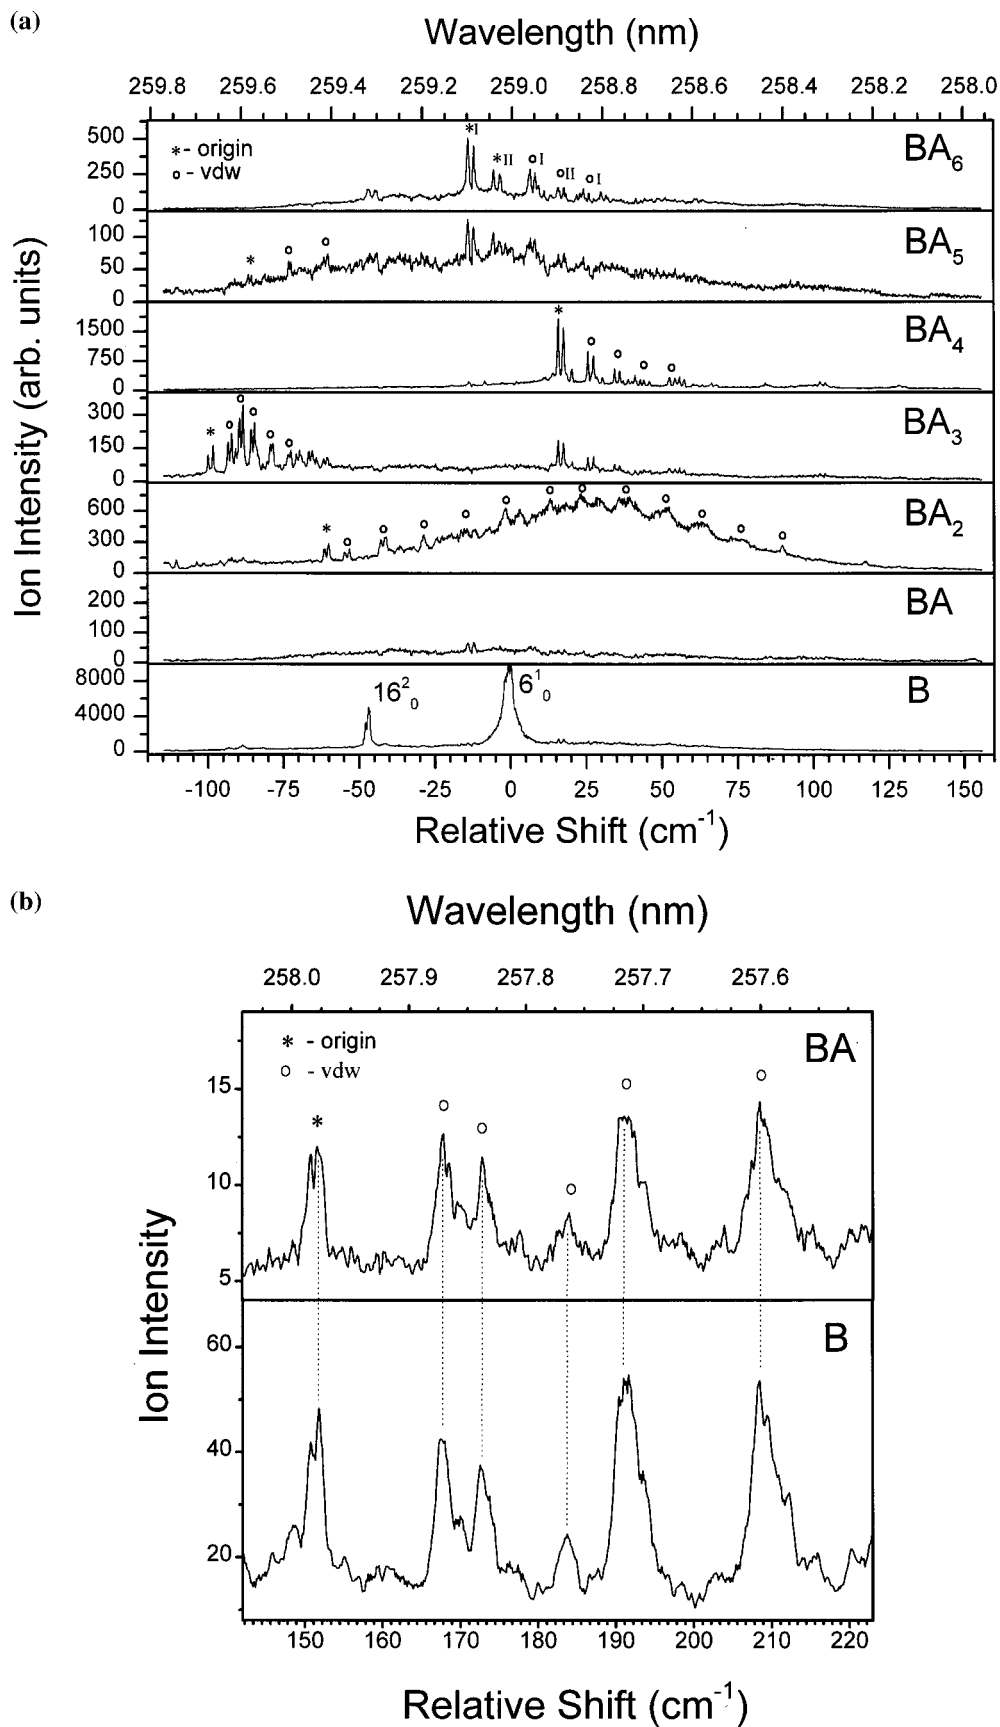 (a)
Wavelength (nm)
259.8 259.6 259.4 259.2 259.0 258.8 258.6 258.4 258.2 258.0
Ion Intensity (arb. units)
500
250
0
*- origin
o - vdw
*I
*II
o I
o II
o I
BA6
100
50
0
* o o
BA5
1500
750
0
* o o o o
BA4
300
150
0
* o o o o o
BA3
600
300
0
* o o o o o o o o o o o
BA2
200
100
0
BA
8000
4000
0
16²₀
6¹₀
B
-100 -75 -50 -25 0 25 50 75 100 125 150
Relative Shift (cm⁻¹)
(b)
Wavelength (nm)
258.0 257.9 257.8 257.7 257.6
Ion Intensity
* - origin
o - vdw
BA
15
10
5
* o o o o o
B
60
40
20
150 160 170 180 190 200 210 220
Relative Shift (cm⁻¹)